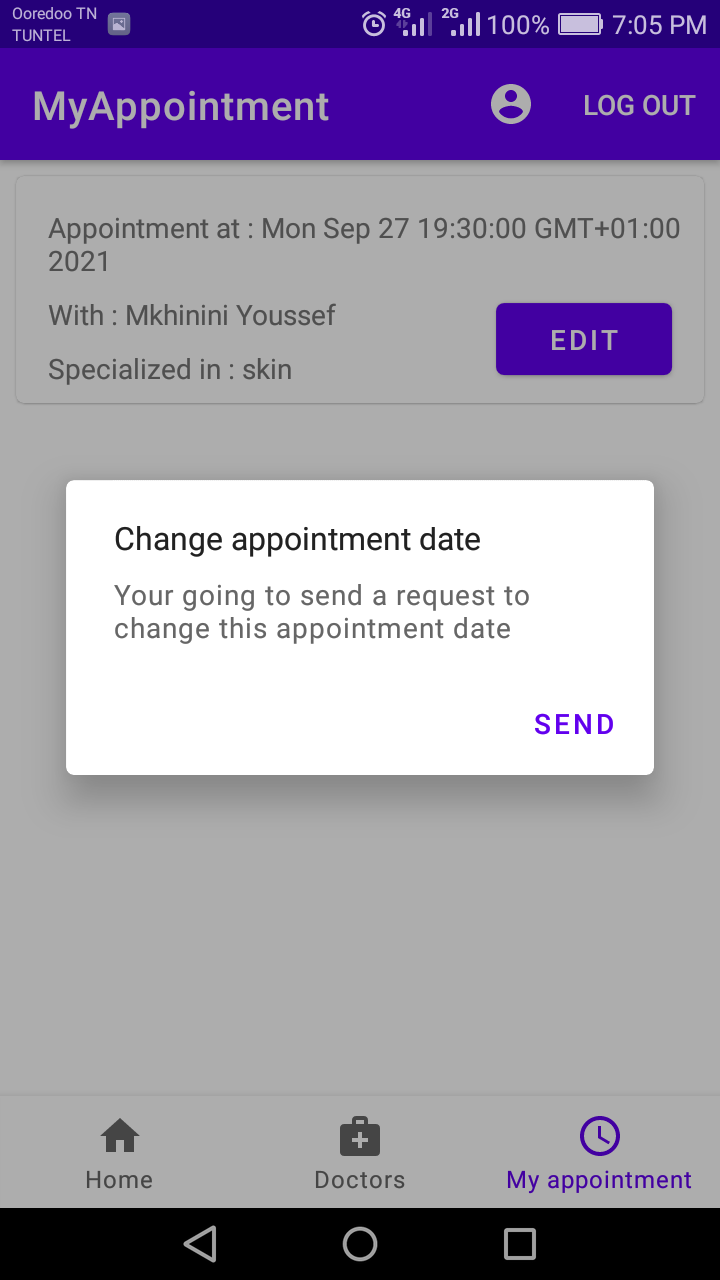 Ooredoo TN
TUNTEL
4G
2G
100%
7:05 PM
MyAppointment
LOG OUT
Appointment at : Mon Sep 27 19:30:00 GMT+01:00
2021
With : Mkhinini Youssef
Specialized in : skin
EDIT
Change appointment date
Your going to send a request to
change this appointment date
SEND
Home
Doctors
My appointment